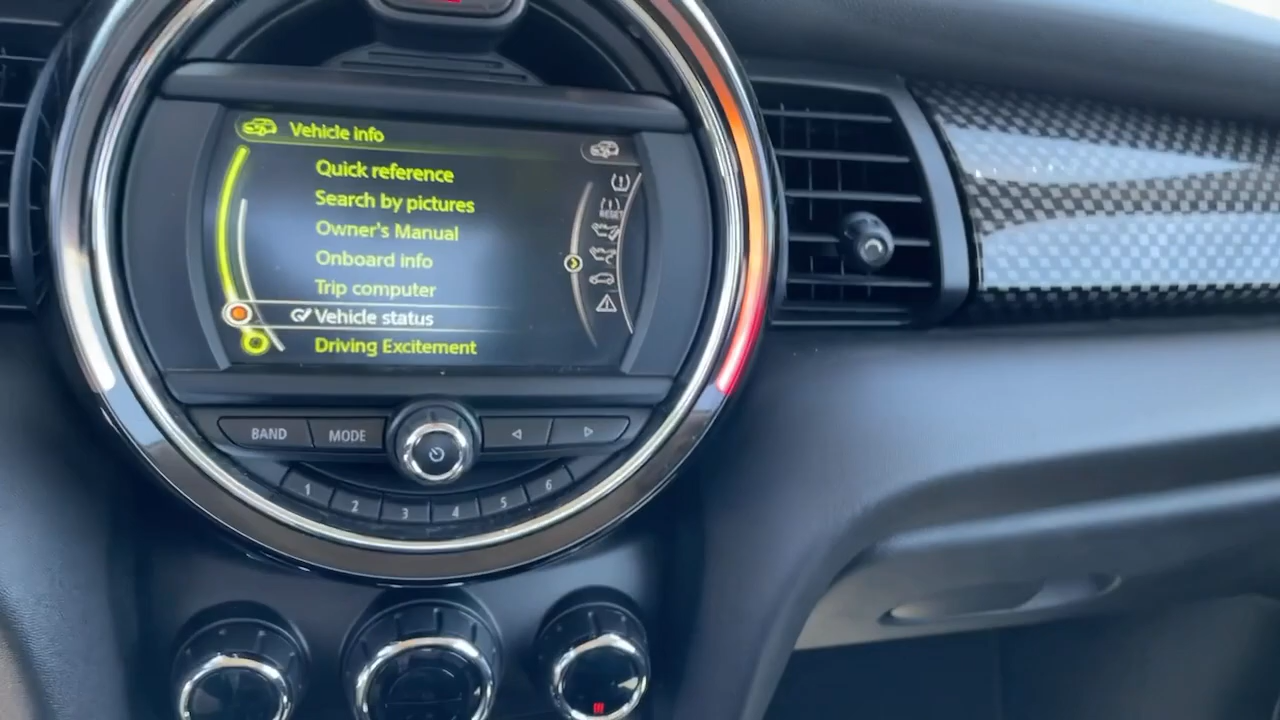 Vehicle info
Quick reference
Search by pictures
Owner's Manual
Onboard info
Trip computer
Vehicle status
Driving Excitement
RESET
BAND
MODE
1
2
3
4
5
6